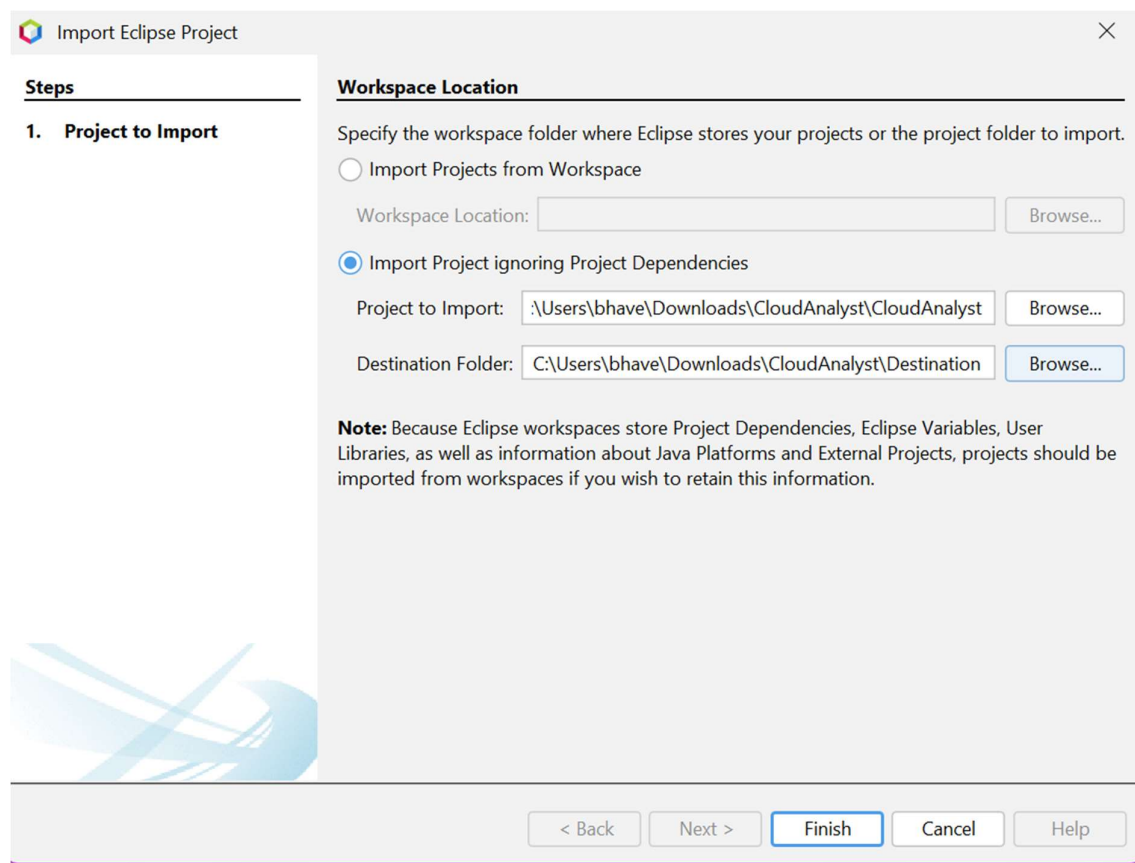 Import Eclipse Project
Steps
1. Project to Import
Workspace Location
Specify the workspace folder where Eclipse stores your projects or the project folder to import.
Import Projects from Workspace
Workspace Location:
Browse...
Import Project ignoring Project Dependencies
Project to Import: :\Users\bhave\Downloads\CloudAnalyst\CloudAnalyst Browse...
Destination Folder: C:\Users\bhave\Downloads\CloudAnalyst\Destination Browse...
Note: Because Eclipse workspaces store Project Dependencies, Eclipse Variables, User
Libraries, as well as information about Java Platforms and External Projects, projects should be
imported from workspaces if you wish to retain this information.
< Back Next > Finish Cancel Help